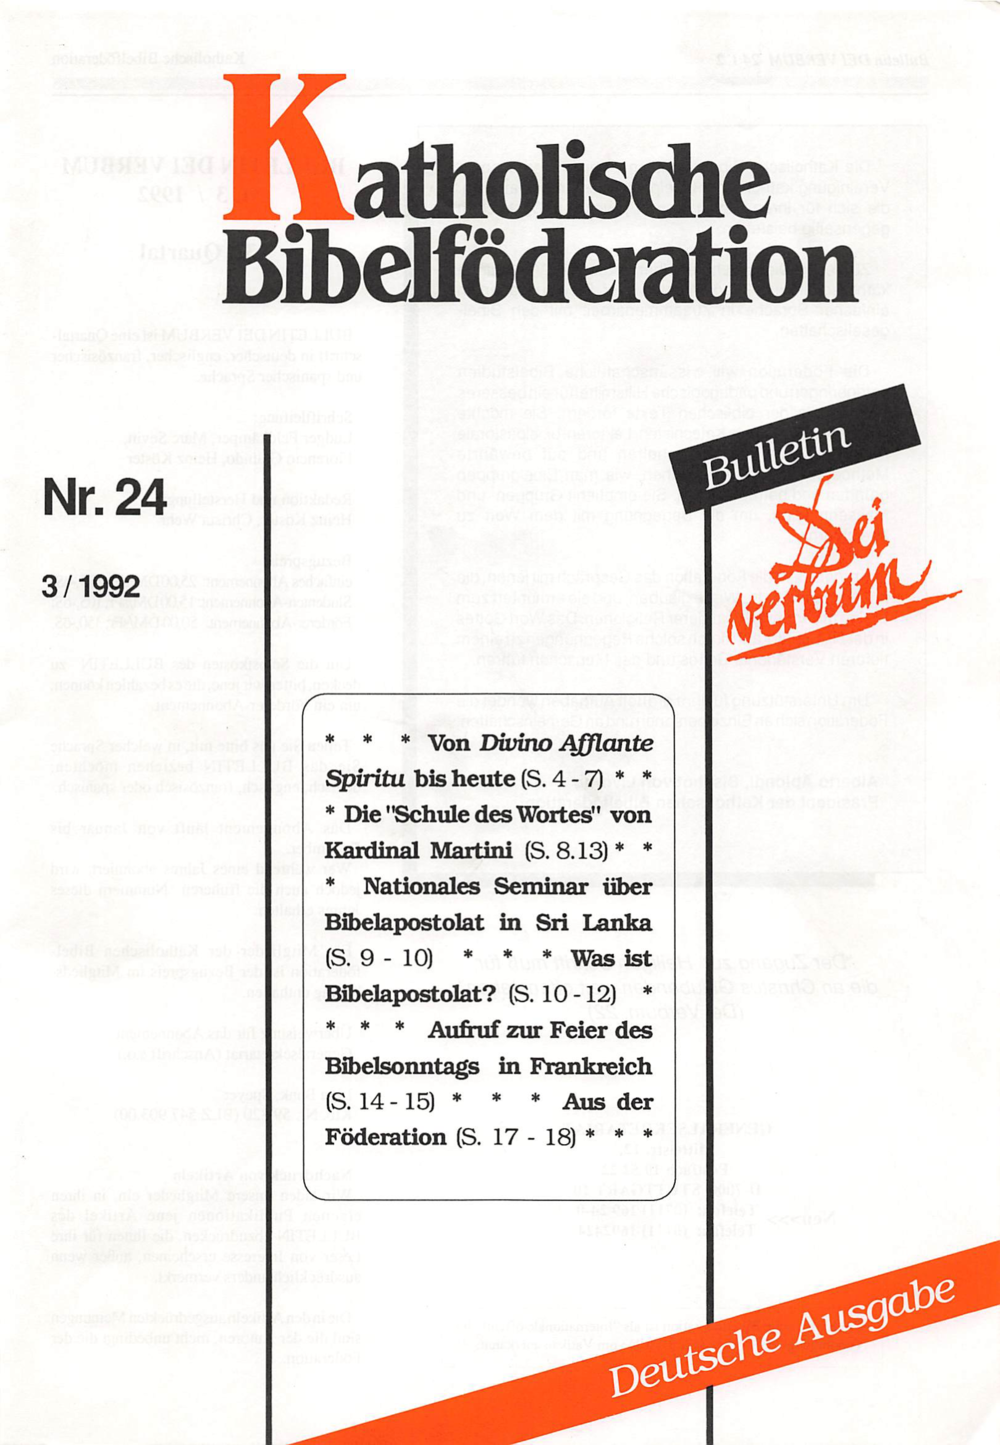 Katholische
Bibelföderation
Bulletin
Dei
verbum
Nr. 24
3 / 1992
* * * Von Divino Afflante
Spiritu bis heute (S. 4 - 7) * *
* Die "Schule des Wortes" von
Kardinal Martini (S. 8.13) * *
* Nationales Seminar über
Bibelapostolat in Sri Lanka
(S. 9 - 10) * * * Was ist
Bibelapostolat? (S. 10 - 12) *
* * * Aufruf zur Feier des
Bibelsonntags in Frankreich
(S. 14 - 15) * * * Aus der
Föderation (S. 17 - 18) * * *
Deutsche Ausgabe